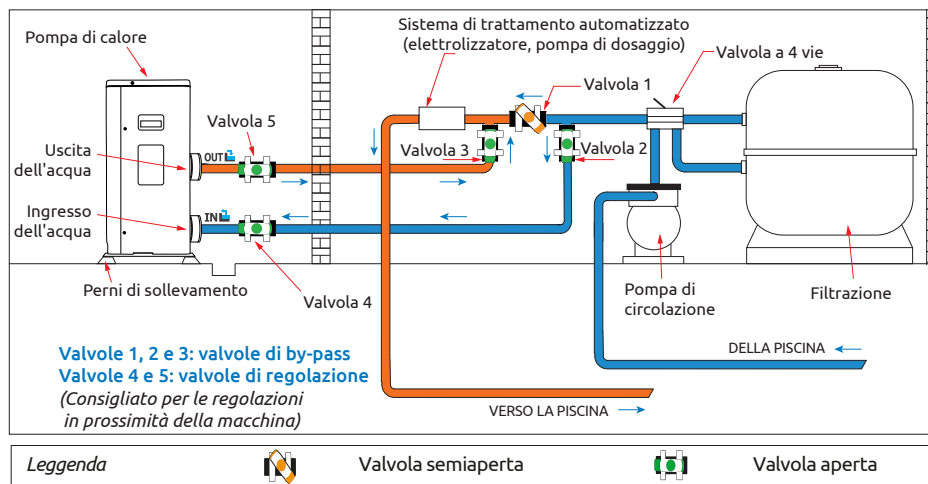 Pompa di calore
Sistema di trattamento automatizzato
(elettrolizzatore, pompa di dosaggio)
Valvola a 4 vie
Valvola 1
Valvola 5
Valvola 3
Valvola 2
Uscita
dell'acqua
OUT
Ingresso
dell'acqua
IN
Perni di sollevamento
Valvola 4
Pompa di
circolazione
Filtrazione
Valvole 1, 2 e 3: valvole di by-pass
Valvole 4 e 5: valvole di regolazione
(Consigliato per le regolazioni
in prossimità della macchina)
DELLA PISCINA
VERSO LA PISCINA
Leggenda
Valvola semiaperta
Valvola aperta